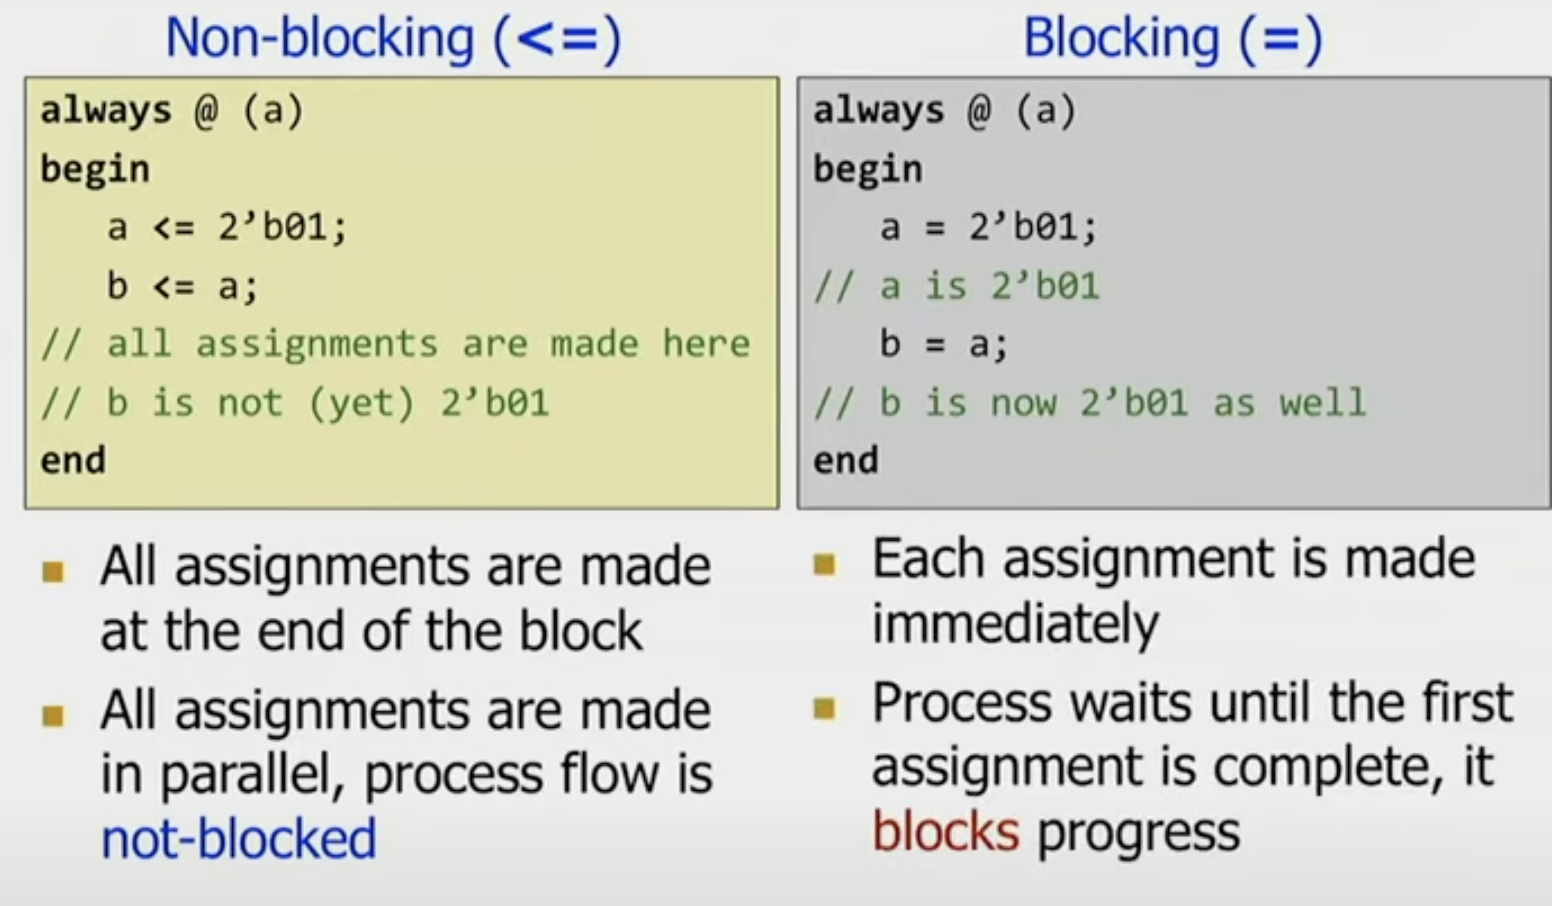 Non-blocking (<=)
always @ (a)
begin
a <= 2’b01;
b <= a;
// all assignments are made here
// b is not (yet) 2’b01
end
All assignments are made
at the end of the block
All assignments are made
in parallel, process flow is
not-blocked
Blocking (=)
always @ (a)
begin
a = 2’b01;
// a is 2’b01
b = a;
// b is now 2’b01 as well
end
Each assignment is made
immediately
Process waits until the first
assignment is complete, it
blocks progress